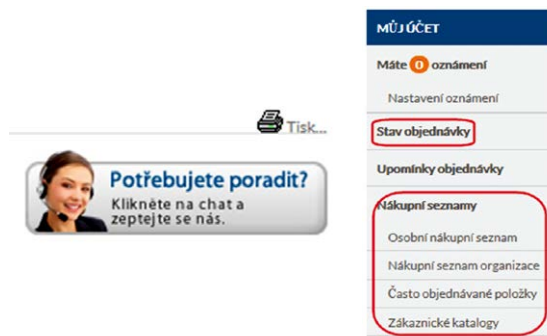 Tisk...
Potřebujete poradit?
Klikněte na chat a
zeptejte se nás.
MŮJ ÚČET
Máte 0 oznámení
Nastavení oznámení
Stav objednávky
Upomínky objednávky
Nákupní seznamy
Osobní nákupní seznam
Nákupní seznam organizace
Často objednávané položky
Zákaznické katalogy